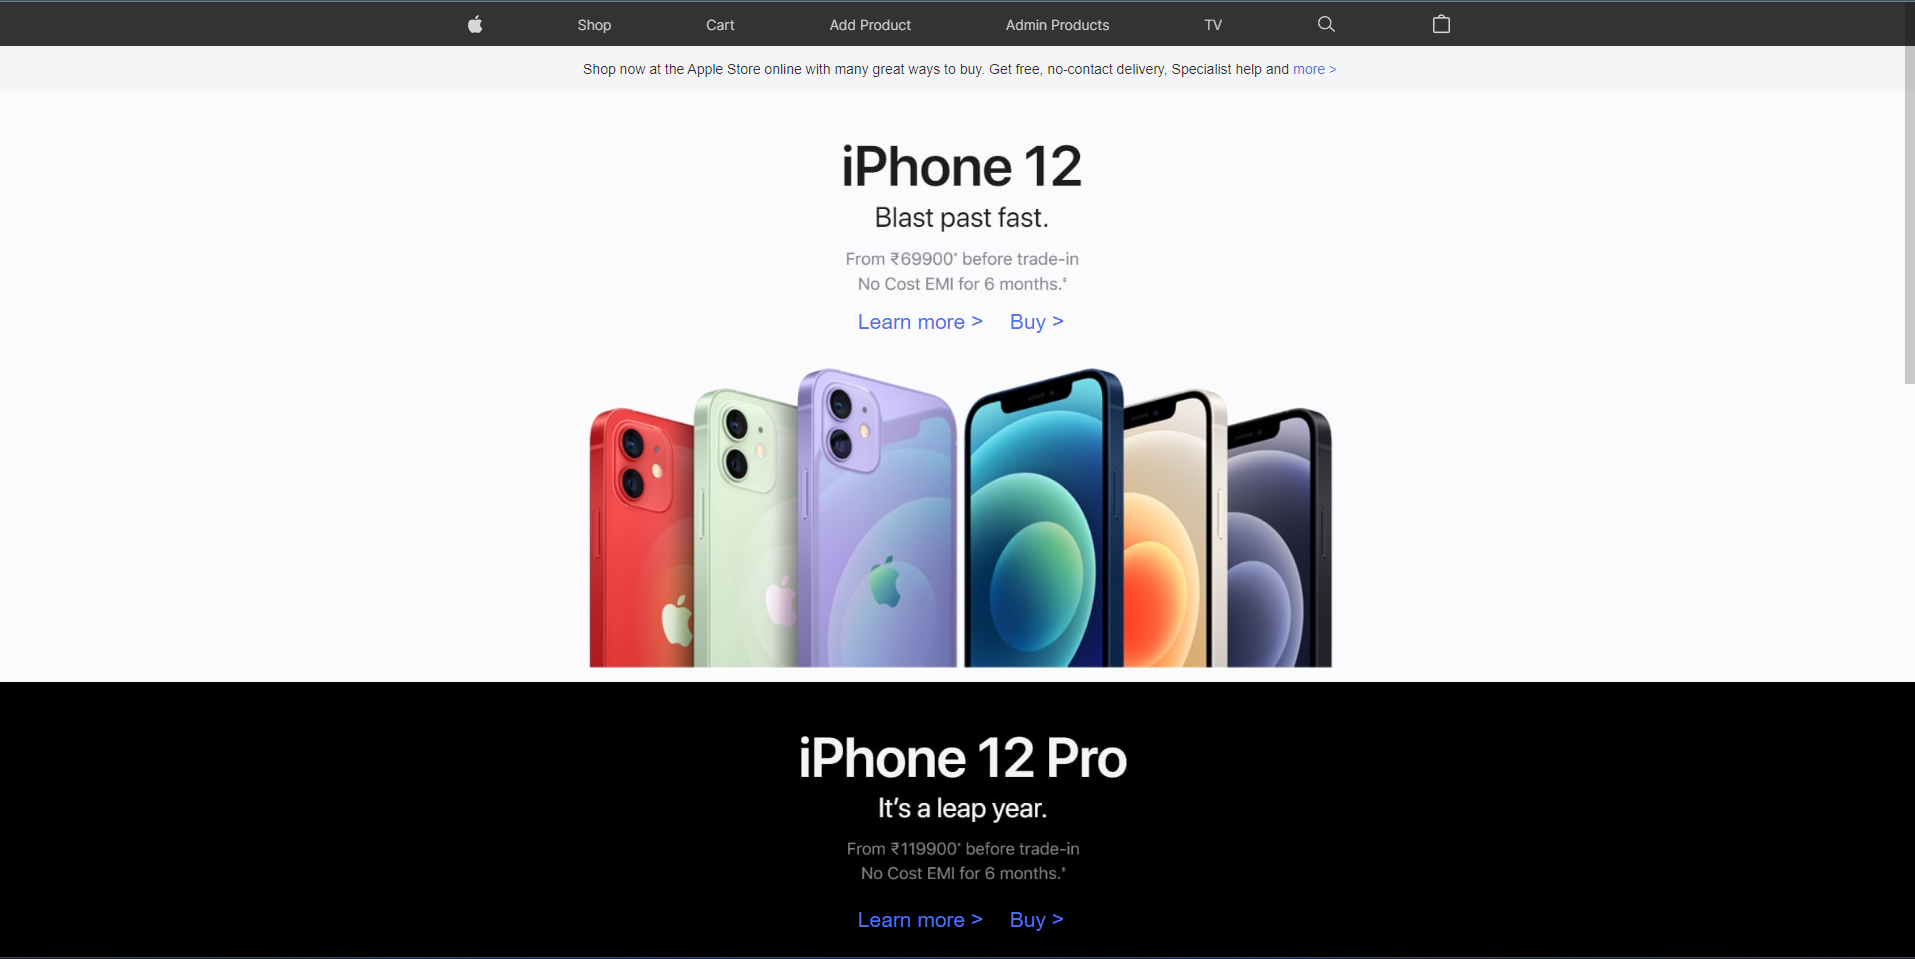 Shop Cart Add Product Admin Products TV
Shop now at the Apple Store online with many great ways to buy. Get free, no-contact delivery, Specialist help and more >
iPhone 12
Blast past fast.
From ₹69900* before trade-in
No Cost EMI for 6 months.‡
Learn more > Buy >
iPhone 12 Pro
It’s a leap year.
From ₹119900* before trade-in
No Cost EMI for 6 months.‡
Learn more > Buy >